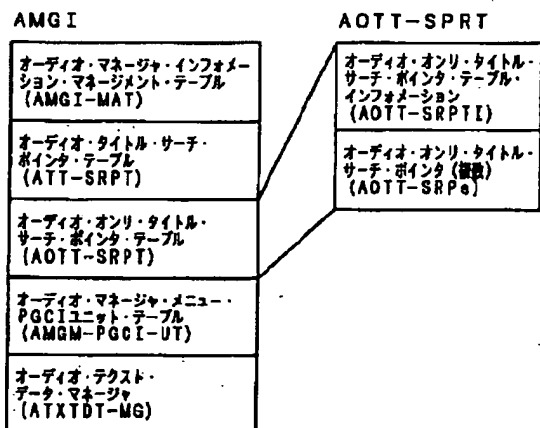 AMGI
オーディオ・マネージャ・インフォメー
ション・マネージメント・テーブル
(AMGI-MAT)
オーディオ・タイトル・サーチ・
ポインタ・テーブル
(ATT-SRPT)
オーディオ・オンリ・タイトル・
サーチ・ポインタ・テーブル
(AOTT-SRPT)
オーディオ・マネージャ・メニュー・
PGCIユニット・テーブル
(AMGM-PGCI-UT)
オーディオ・テクスト・
データ・マネージャ
(ATXTDT-MG)
AOTT-SPRT
オーディオ・オンリ・タイトル・
サーチ・ポインタ・テーブル・
インフォメーション
(AOTT-SRPTI)
オーディオ・オンリ・タイトル・
サーチ・ポインタ(複数)
(AOTT-SRPs)